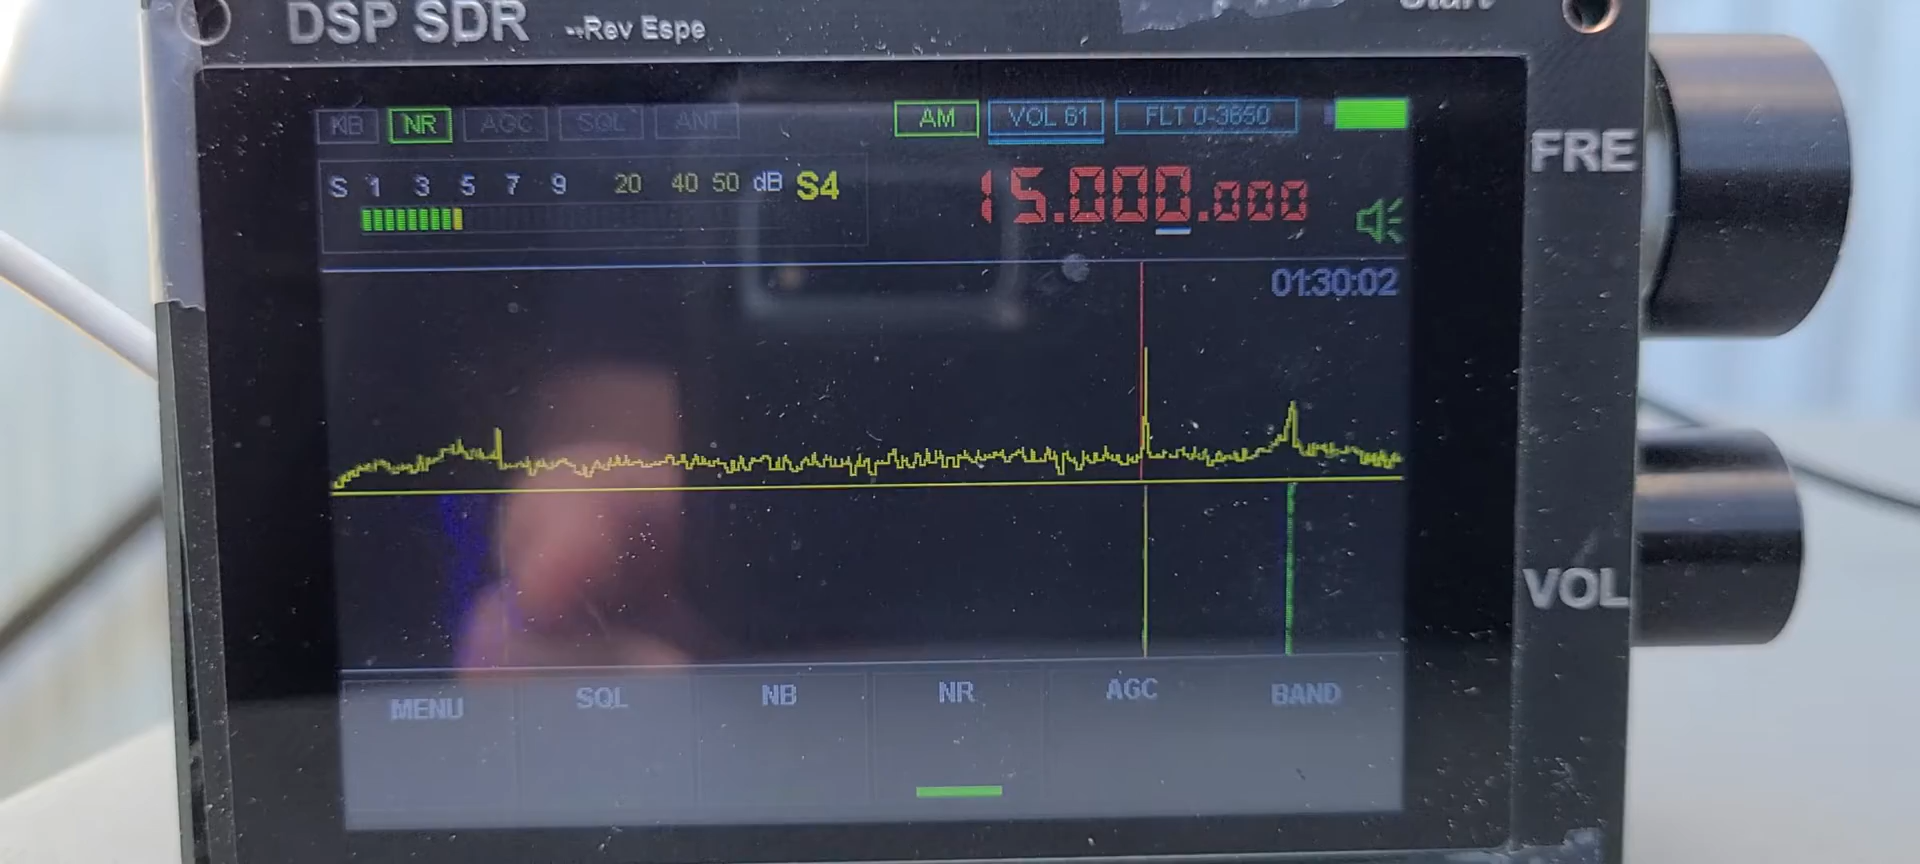 DSP SDR --Rev Espe Start
KB NR AGC SQL ANT AM VOL 61 FLT 0-3650
S 1 3 5 7 9 20 40 50 dB S4 15.000.000
FRE
01:30:02
VOL
MENU SQL NB NR AGC BAND